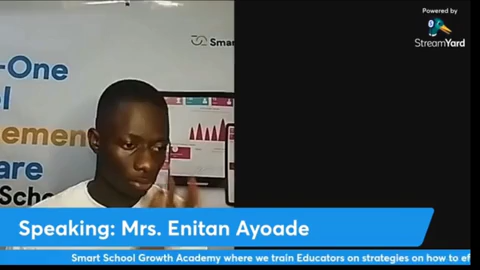 Powered by
StreamYard
Smar
-One
ement
are
Scho
Speaking: Mrs. Enitan Ayoade
Smart School Growth Academy where we train Educators on strategies on how to ef